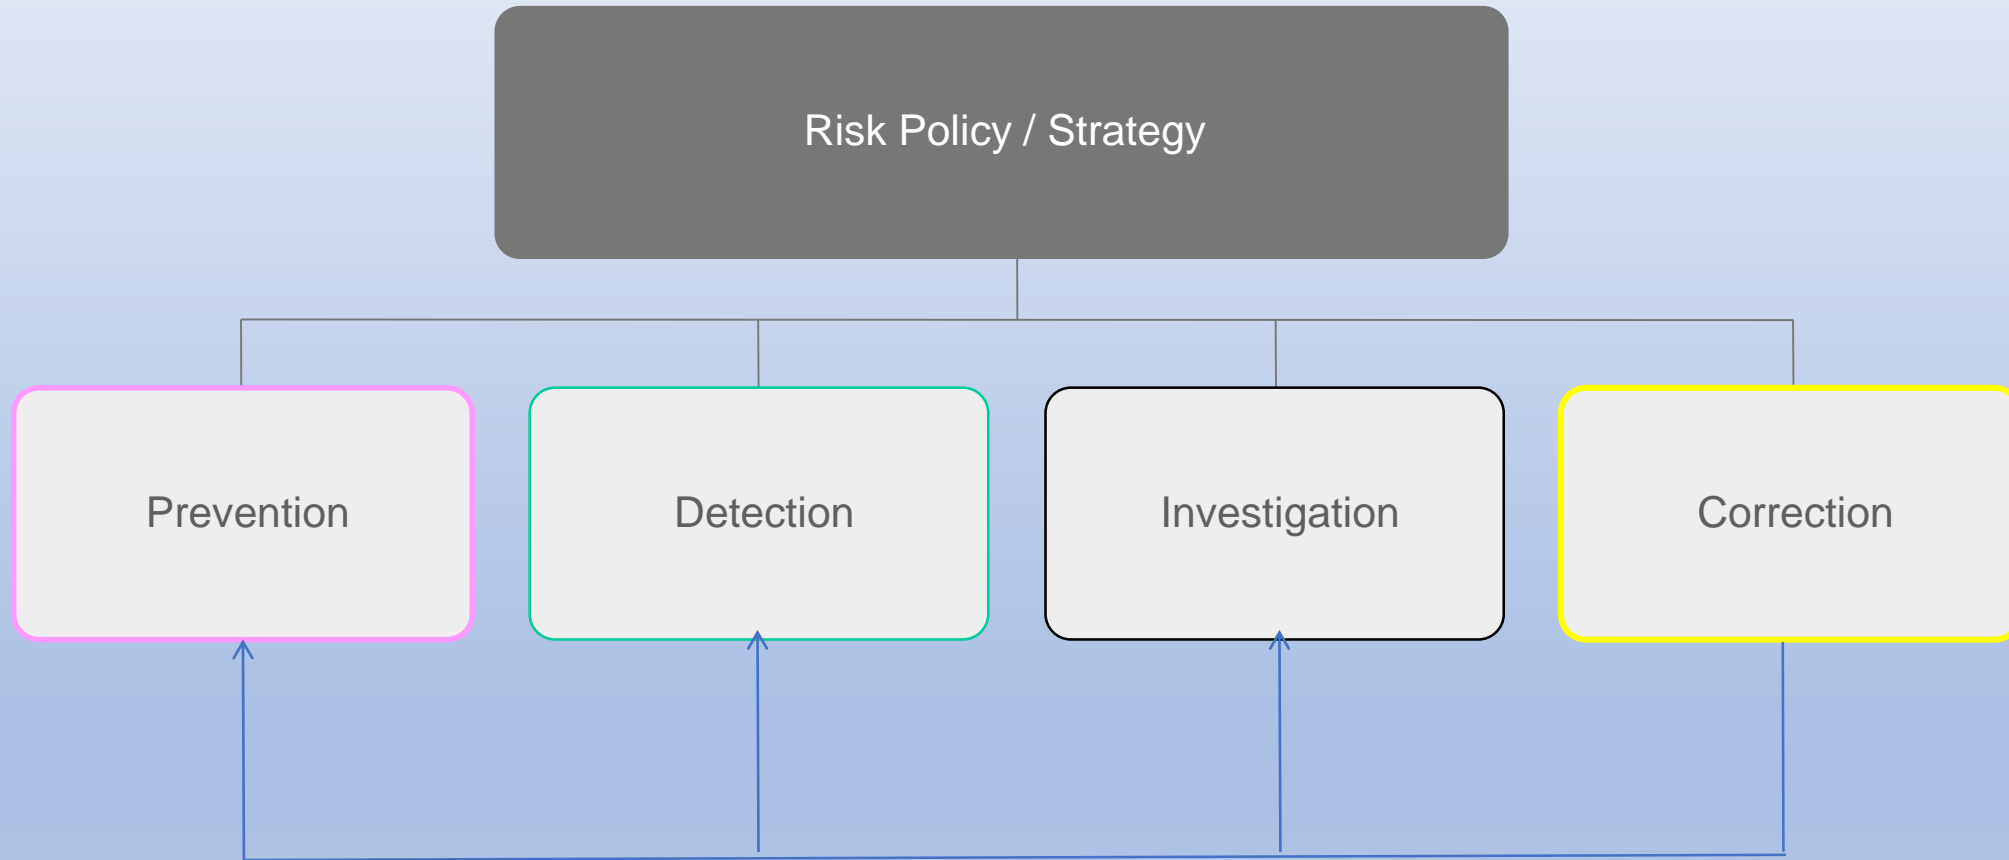 Risk Policy / Strategy
Prevention
Detection
Investigation
Correction